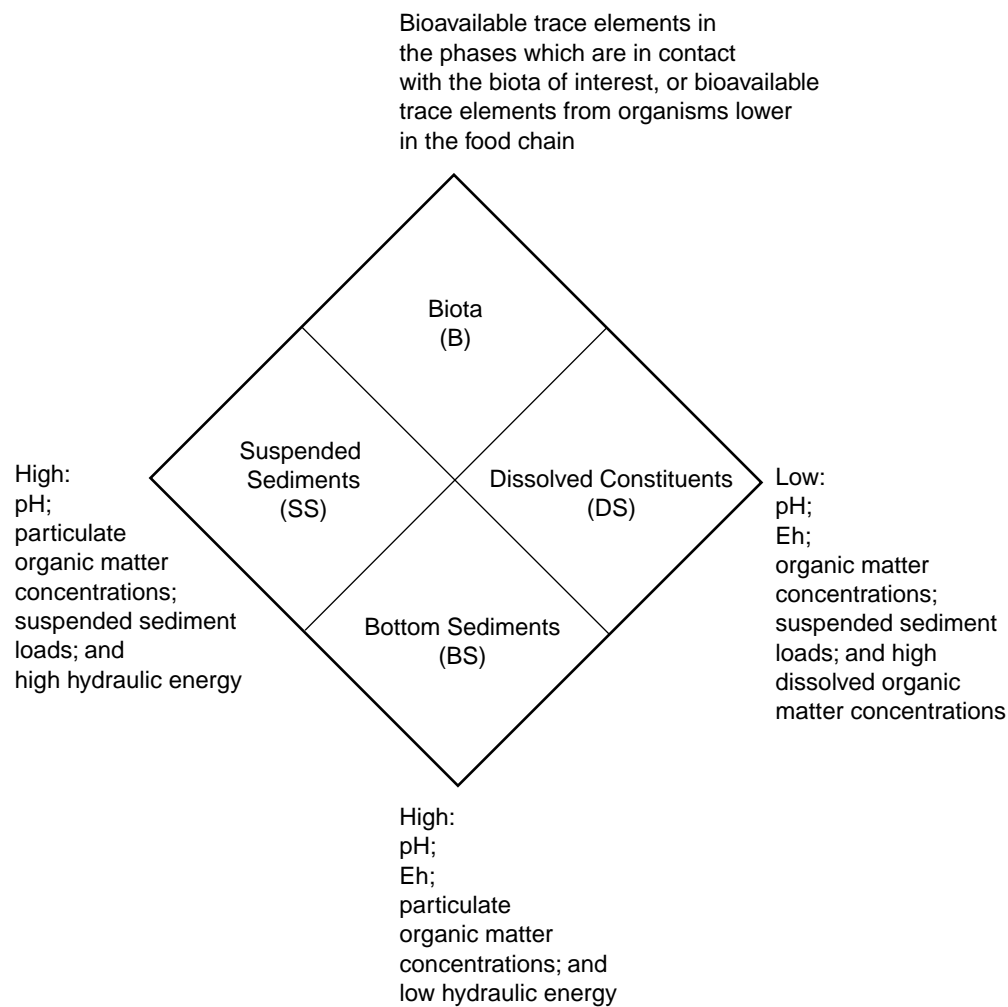 Bioavailable trace elements in
the phases which are in contact
with the biota of interest, or bioavailable
trace elements from organisms lower
in the food chain
Biota
(B)
Suspended
Sediments
(SS)
Dissolved Constituents
(DS)
Bottom Sediments
(BS)
High:
pH;
particulate
organic matter
concentrations;
suspended sediment
loads; and
high hydraulic energy
Low:
pH;
Eh;
organic matter
concentrations;
suspended sediment
loads; and high
dissolved organic
matter concentrations
High:
pH;
Eh;
particulate
organic matter
concentrations; and
low hydraulic energy